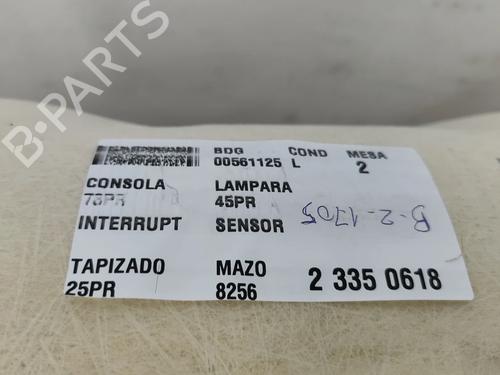 B-PARTS
BDG COND MESA
00561125 L 2
CONSOLA LAMPARA
73PR 45PR
INTERRUPT SENSOR
B-2-1705
TAPIZADO MAZO
25PR 8256 2 335 0618